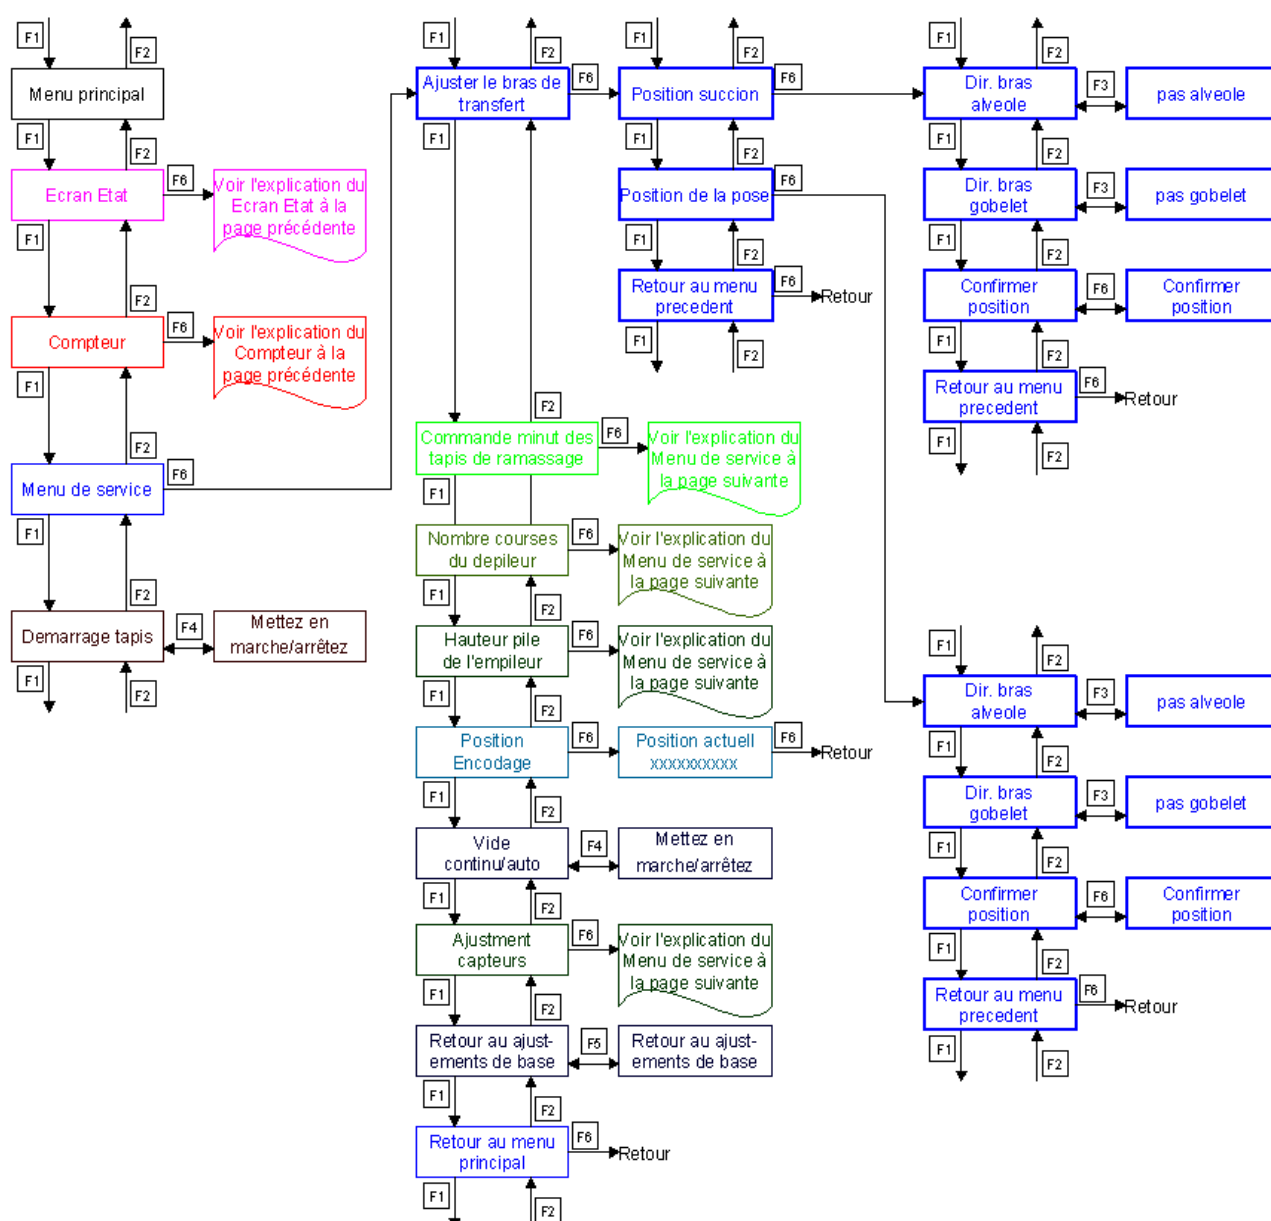 F1
F2
Menu principal
F1
F2
Ecran Etat
F6
Voir l'explication du
Ecran Etat à la
page précédente
F1
F2
Compteur
F6
Voir l'explication du
Compteur à la
page précédente
F1
F2
Menu de service
F6
F1
F2
Demarrage tapis
F4
Mettez en
marche/arrêtez
F1
F2
F1
F2
Ajuster le bras de
transfert
F6
F1
F2
Commande minut des
tapis de ramassage
F6
Voir l'explication du
Menu de service à
la page suivante
F1
Nombre courses
du depileur
F6
Voir l'explication du
Menu de service à
la page suivante
F1
F2
Hauteur pile
de l'empileur
F6
Voir l'explication du
Menu de service à
la page suivante
F1
F2
Position
Encodage
F6
Position actuell
xxxxxxxxxx
F6
Retour
F1
F2
Vide
continu/auto
F4
Mettez en
marche/arrêtez
F1
F2
Ajustment
capteurs
F6
Voir l'explication du
Menu de service à
la page suivante
F1
F2
Retour au ajust-
ements de base
F5
Retour au ajust-
ements de base
F1
F2
Retour au menu
principal
F6
Retour
F1
F2
F1
F2
Position succion
F6
F1
F2
Position de la pose
F6
F1
F2
Retour au menu
precedent
F6
Retour
F1
F2
F1
F2
Dir. bras
alveole
F3
pas alveole
F1
F2
Dir. bras
gobelet
F3
pas gobelet
F1
F2
Confirmer
position
F6
Confirmer
position
F1
F2
Retour au menu
precedent
F6
Retour
F1
F2
F1
F2
Dir. bras
alveole
F3
pas alveole
F1
F2
Dir. bras
gobelet
F3
pas gobelet
F1
F2
Confirmer
position
F6
Confirmer
position
F1
F2
Retour au menu
precedent
F6
Retour
F1
F2